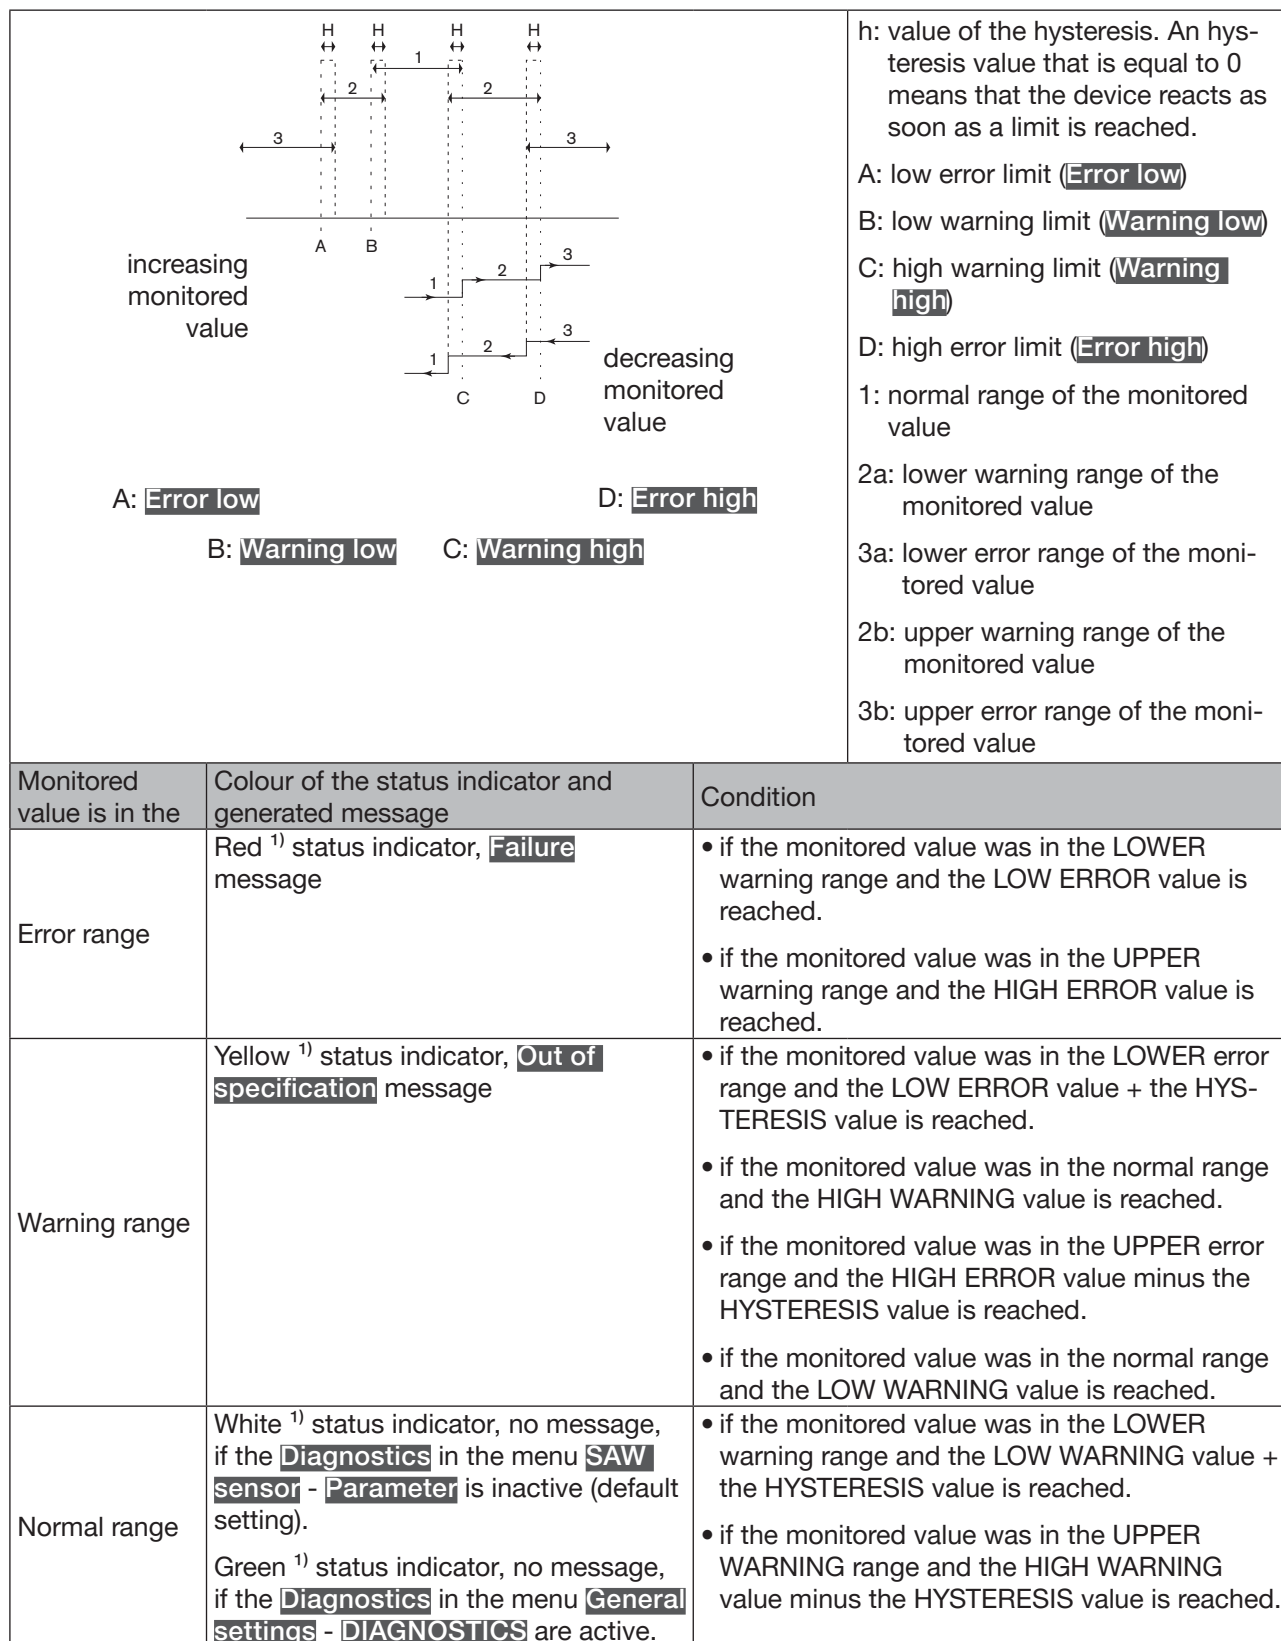 H H H H
1
2 2
3 3
A B
increasing
monitored
value
1 2 3
1 2 3
C D
decreasing
monitored
value
A: Error low
D: Error high
B: Warning low
C: Warning high
h: value of the hysteresis. An hys-
teresis value that is equal to 0
means that the device reacts as
soon as a limit is reached.
A: low error limit (Error low)
B: low warning limit (Warning low)
C: high warning limit (Warning
high)
D: high error limit (Error high)
1: normal range of the monitored
value
2a: lower warning range of the
monitored value
3a: lower error range of the moni-
tored value
2b: upper warning range of the
monitored value
3b: upper error range of the moni-
tored value
Monitored
value is in the
Colour of the status indicator and
generated message
Condition
Error range
Red 1) status indicator, Failure
message
• if the monitored value was in the LOWER
warning range and the LOW ERROR value is
reached.
• if the monitored value was in the UPPER
warning range and the HIGH ERROR value is
reached.
Warning range
Yellow 1) status indicator, Out of
specification message
• if the monitored value was in the LOWER error
range and the LOW ERROR value + the HYS-
TERESIS value is reached.
• if the monitored value was in the normal range
and the HIGH WARNING value is reached.
• if the monitored value was in the UPPER error
range and the HIGH ERROR value minus the
HYSTERESIS value is reached.
• if the monitored value was in the normal range
and the LOW WARNING value is reached.
Normal range
White 1) status indicator, no message,
if the Diagnostics in the menu SAW
sensor - Parameter is inactive (default
setting).
Green 1) status indicator, no message,
if the Diagnostics in the menu General
settings - DIAGNOSTICS are active.
• if the monitored value was in the LOWER
warning range and the LOW WARNING value +
the HYSTERESIS value is reached.
• if the monitored value was in the UPPER
WARNING range and the HIGH WARNING
value minus the HYSTERESIS value is reached.